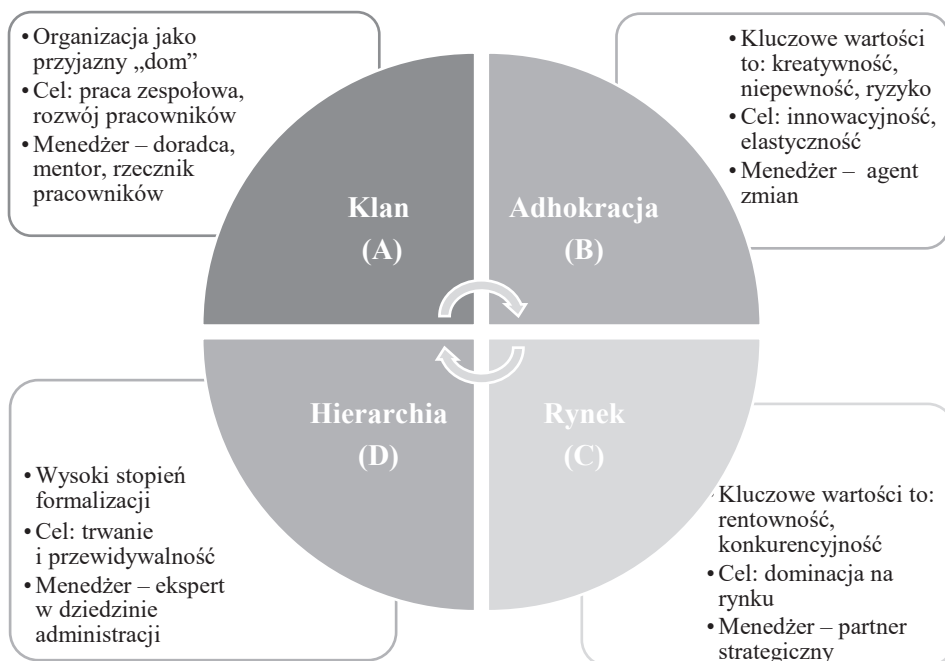 • Organizacja jako
przyjazny „dom”
• Cel: praca zespołowa,
rozwój pracowników
• Menedżer – doradca,
mentor, rzecznik
pracowników
• Kluczowe wartości
to: kreatywność,
niepewność, ryzyko
• Cel: innowacyjność,
elastyczność
• Menedżer – agent
zmian
Klan
(A)
Adhokracja
(B)
Hierarchia
(D)
Rynek
(C)
• Wysoki stopień
formalizacji
• Cel: trwanie
i przewidywalność
• Menedżer – ekspert
w dziedzinie
administracji
• Kluczowe wartości to:
rentowność,
konkurencyjność
• Cel: dominacja na
rynku
• Menedżer – partner
strategiczny